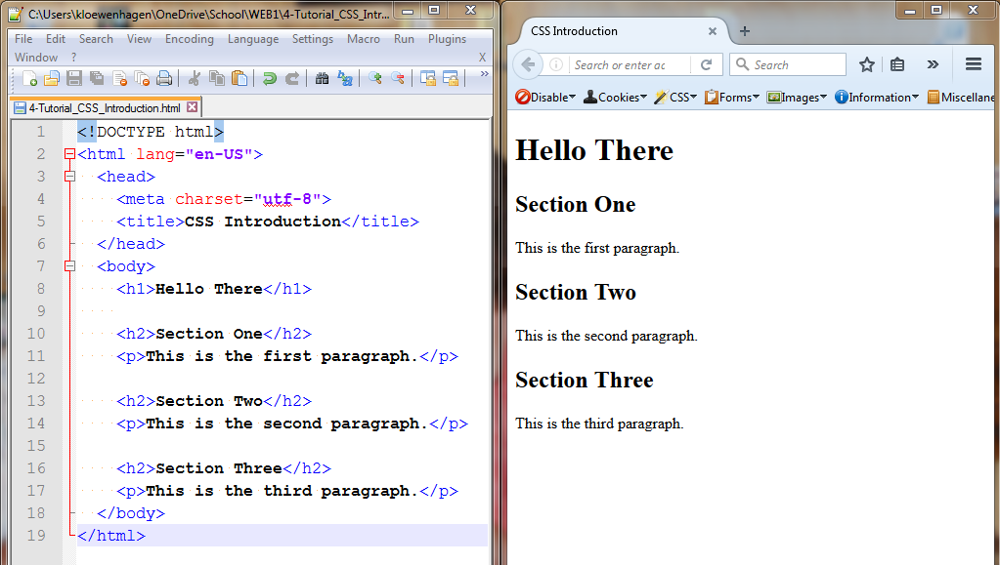 C:\Users\kloewenhagen\OneDrive\School\WEB1\4-Tutorial_CSS_Intr...
File Edit Search View Encoding Language Settings Macro Run Plugins
Window ? X
4-Tutorial_CSS_Introduction.html
1 <!DOCTYPE html>
2 <html lang="en-US">
3 <head>
4 <meta charset="utf-8">
5 <title>CSS Introduction</title>
6 </head>
7 <body>
8 <h1>Hello There</h1>
9
10 <h2>Section One</h2>
11 <p>This is the first paragraph.</p>
12
13 <h2>Section Two</h2>
14 <p>This is the second paragraph.</p>
15
16 <h2>Section Three</h2>
17 <p>This is the third paragraph.</p>
18 </body>
19 </html>
CSS Introduction
Search or enter ac
Search
Disable Cookies CSS Forms Images Information Miscellane
Hello There
Section One
This is the first paragraph.
Section Two
This is the second paragraph.
Section Three
This is the third paragraph.